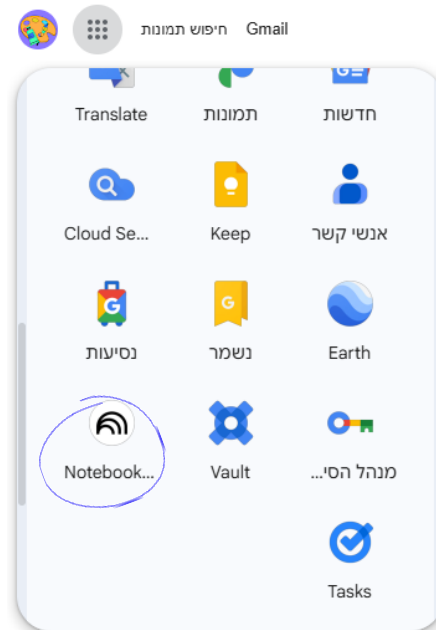 Gmail חיפוש תמונות
חדשות תמונות Translate
אנשי קשר Keep Cloud Se...
Earth נשמר נסיעות
מנהל הסי... Vault Notebook...
Tasks